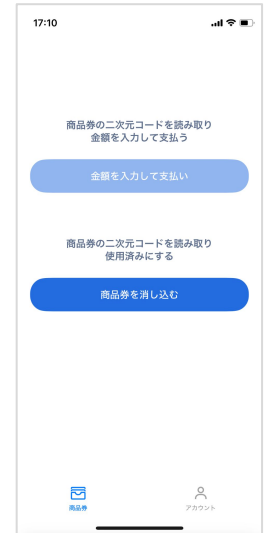 17:10
商品券の二次元コードを読み取り
金額を入力して支払う
金額を入力して支払い
商品券の二次元コードを読み取り
使用済みにする
商品券を消し込む
商品券
アカウント